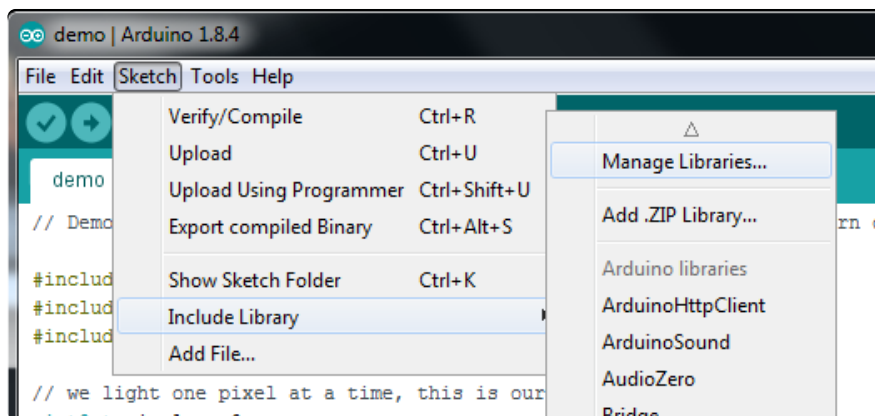 demo | Arduino 1.8.4
File Edit Sketch Tools Help
Verify/Compile Ctrl+R
Upload Ctrl+U
Upload Using Programmer Ctrl+Shift+U
Export compiled Binary Ctrl+Alt+S
Show Sketch Folder Ctrl+K
Include Library
Add File...
Manage Libraries...
Add .ZIP Library...
Arduino libraries
ArduinoHttpClient
ArduinoSound
AudioZero
Bridge
demo
// Demo
#includ
#includ
#includ
// we light one pixel at a time, this is our